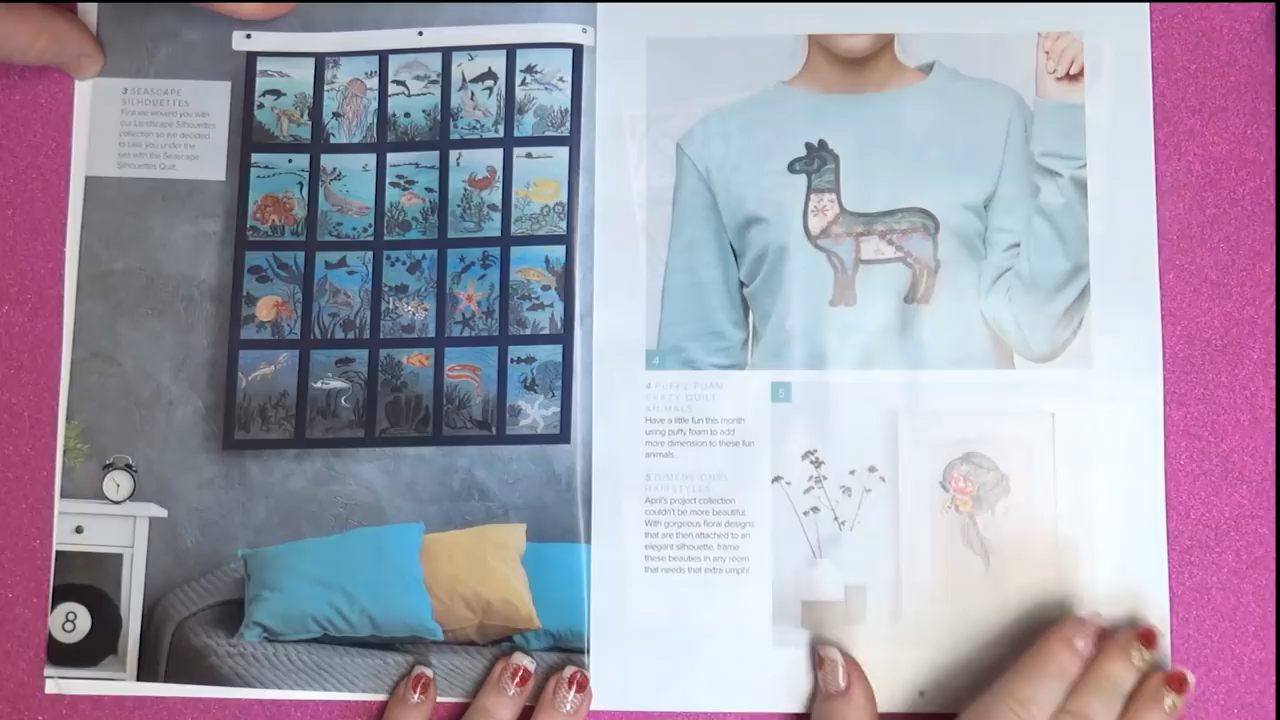 3 SEASCAPE
SILHOUETTES
First we wowed you with
our Landscape Silhouettes
collection so we decided
to take you under the
sea with the Seascape
Silhouettes Quilt.
8
4
4 PUFFY FOAM
CRAZY QUILT
ANIMALS
Have a little fun this month
using puffy foam to add
more dimension to these fun
animals.
5
5 DIMENSIONAL
HAIRSTYLES
April's project collection
couldn't be more beautiful.
With gorgeous floral designs
that are then attached to an
elegant silhouette, frame
these beauties in any room
that needs that extra umph!